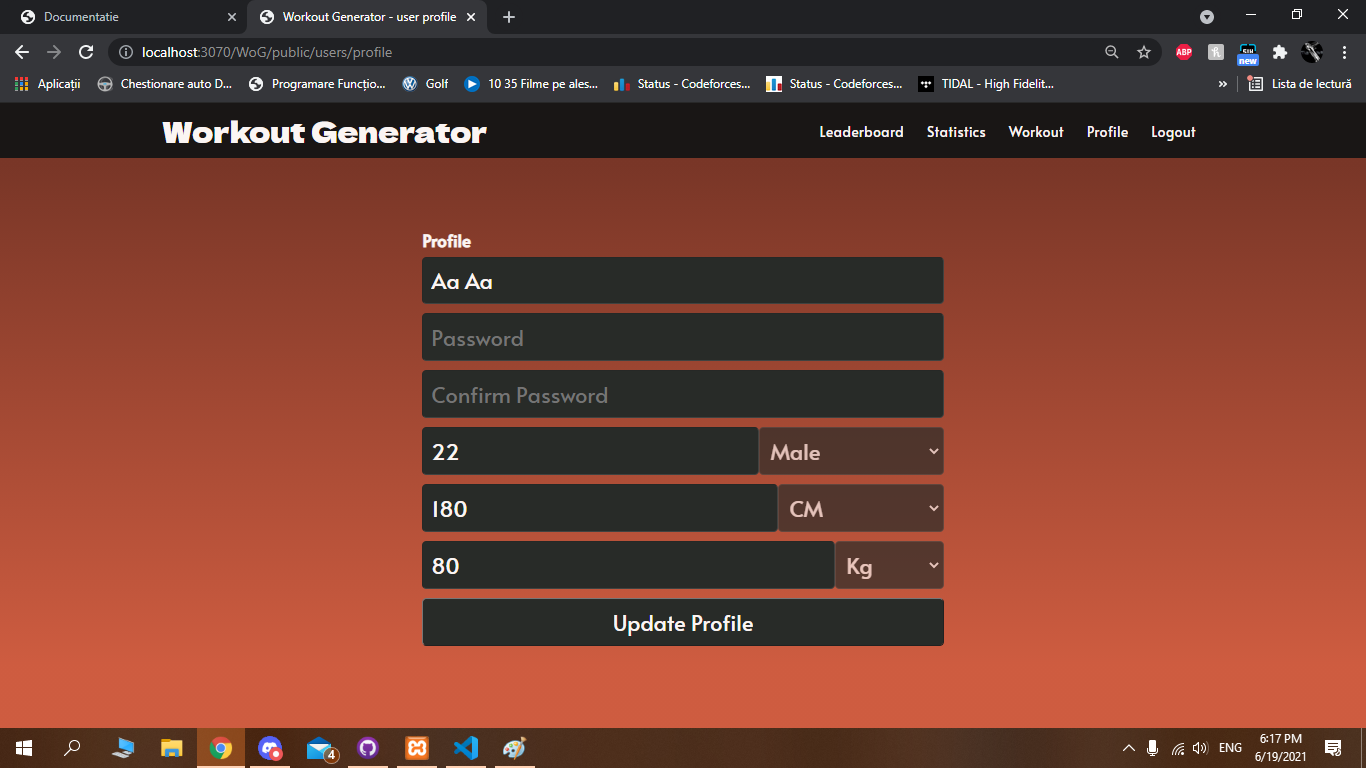 Documentatie
Workout Generator - user profile
localhost:3070/WoG/public/users/profile
ABP
new
Aplicații
Chestionare auto D...
Programare Funcțio...
Golf
10 35 Filme pe ales...
Status - Codeforces...
Status - Codeforces...
TIDAL - High Fidelit...
»
Lista de lectură
Workout Generator
Leaderboard
Statistics
Workout
Profile
Logout
Profile
Aa Aa
Password
Confirm Password
22
Male
180
CM
80
Kg
Update Profile
4
ENG
6:17 PM
6/19/2021